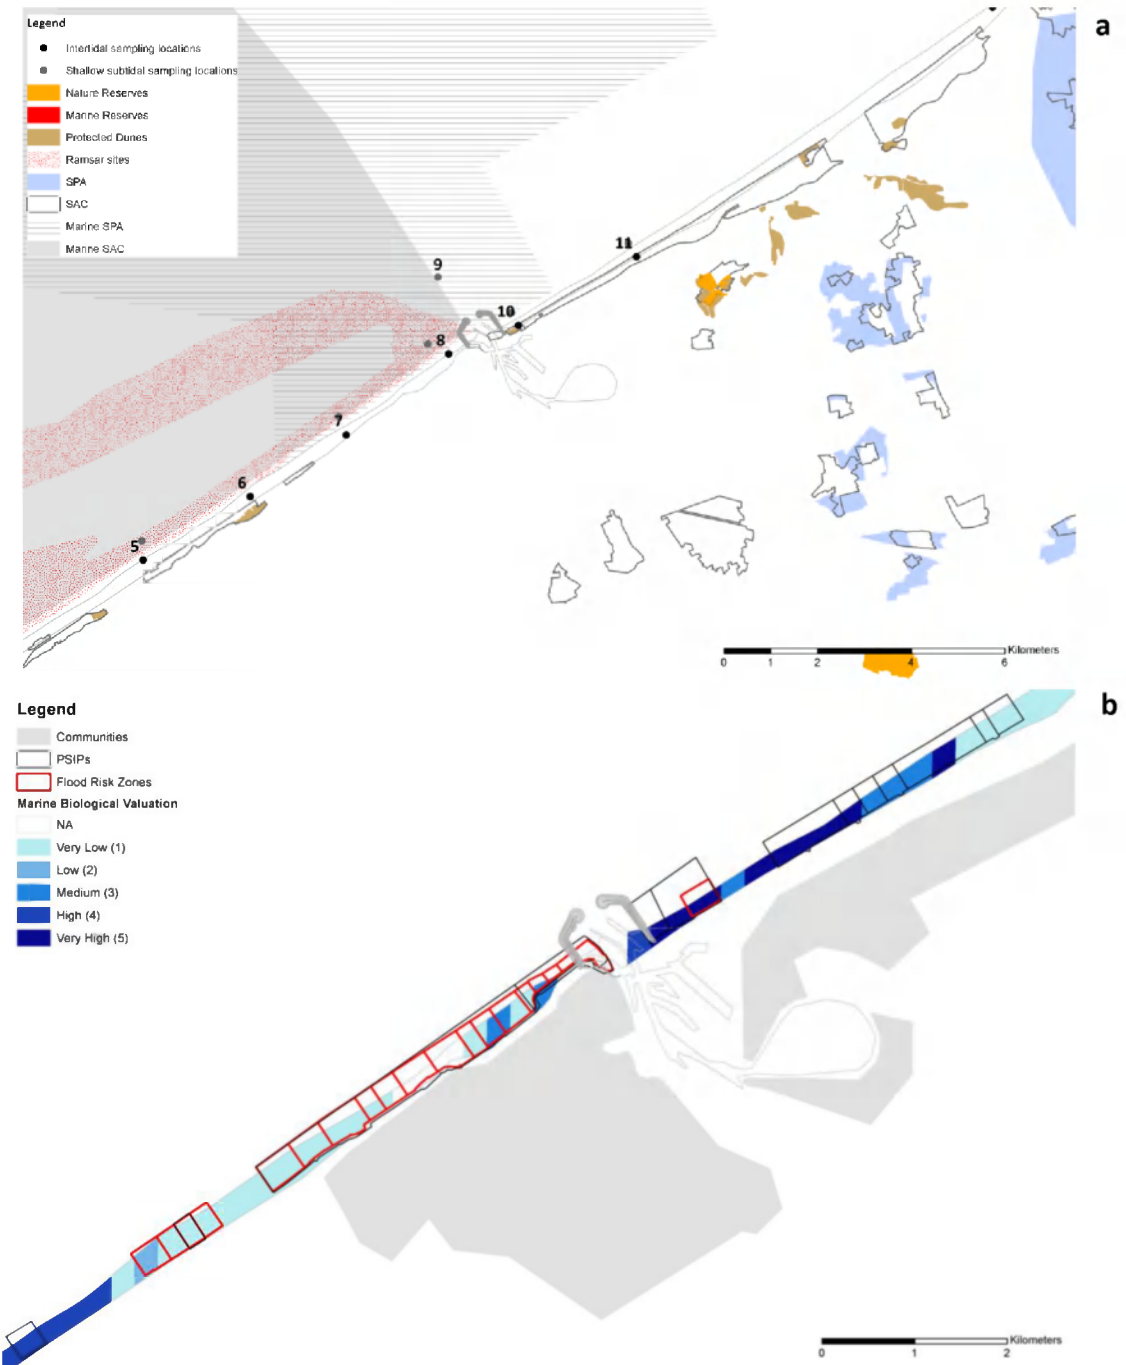 Legend
a
Intertidal sampling locations
Shallow subtidal sampling locations
Nature Reserves
Marine Reserves
Protected Dunes
Ramsar sites
SPA
SAC
Marine SPA
Marine SAC
11
9
10
8
7
6
5
Kilometers
0 1 2 4 6
Legend
b
Communities
PSIPs
Flood Risk Zones
Marine Biological Valuation
NA
Very Low (1)
Low (2)
Medium (3)
High (4)
Very High (5)
Kilometers
0 1 2